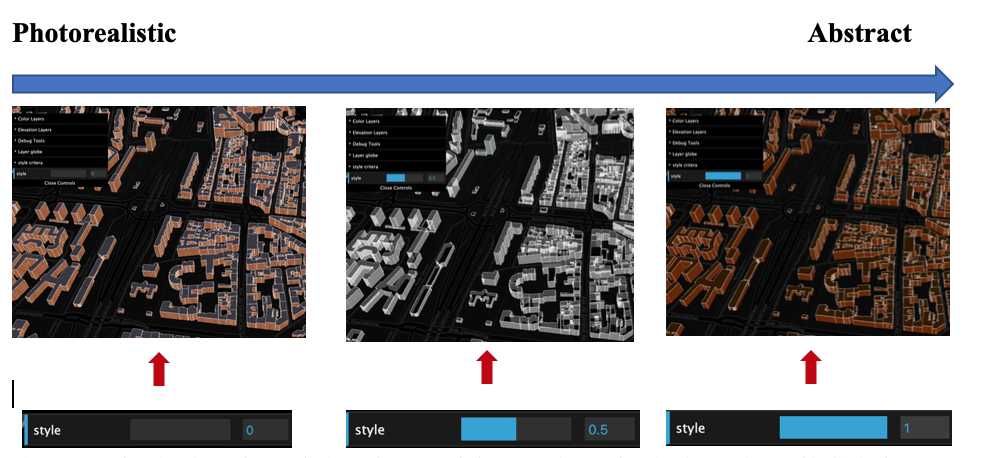 Photorealistic
Abstract
Color Layers
Elevation Layers
Debug Tools
Layer globe
style critera
style 0
Close Controls
Color Layers
Elevation Layers
Debug Tools
Layer globe
style critera
style 0.5
Close Controls
Color Layers
Elevation Layers
Debug Tools
Layer globe
style critera
style
Close Controls
style 0
style 0.5
style 1